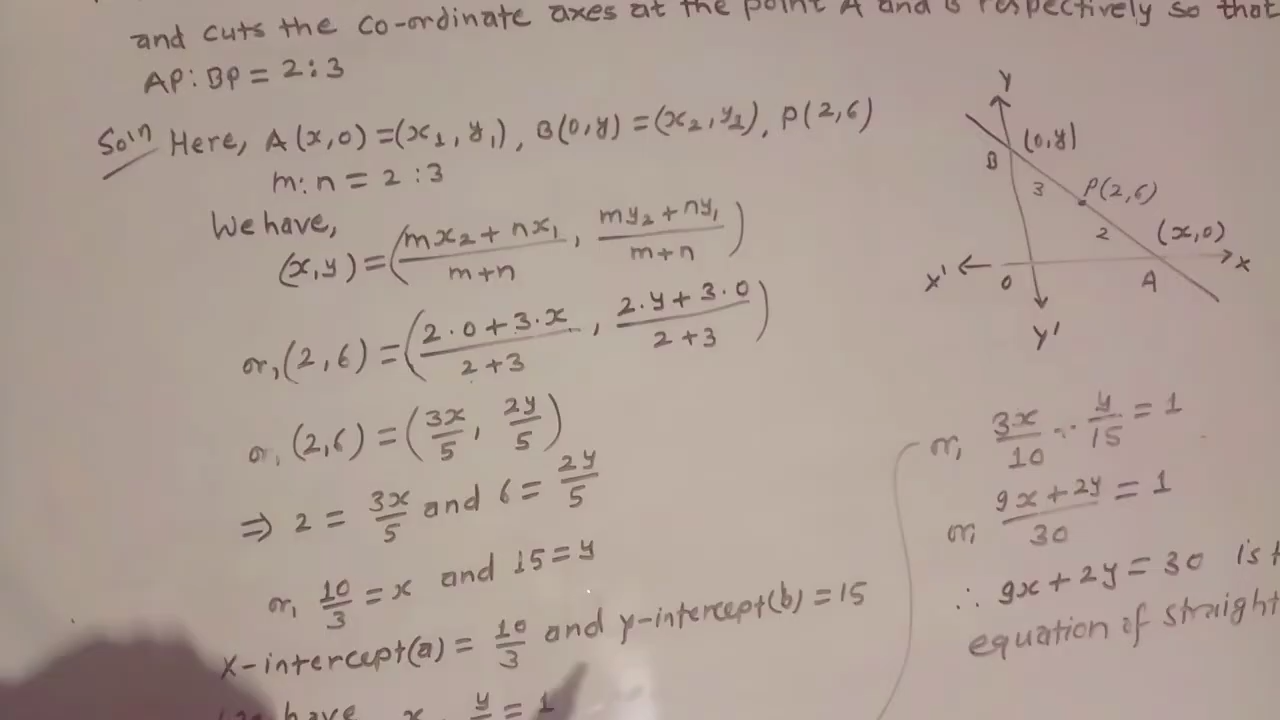 and cuts the co-ordinate axes at the point A and B respectively so that
AP:BP = 2:3
Soln Here, A(x,0) = (x₁, y₁), B(0,y) = (x₂, y₂), P(2,6)
m:n = 2:3
We have,
(x,y) = ((mx₂ + nx₁)/(m+n), (my₂ + ny₁)/(m+n))
or, (2,6) = ((2·0 + 3·x)/(2+3), (2·y + 3·0)/(2+3))
or, (2,6) = (3x/5, 2y/5)
⇒ 2 = 3x/5 and 6 = 2y/5
or, 10/3 = x and 15 = y
x-intercept(a) = 10/3 and y-intercept(b) = 15
have x y = 1
Y
(0,y)
B
3
P(2,6)
2
(x,0)
X' O A X
Y'
or, 3x/10 y/15 = 1
or, (9x + 2y)/30 = 1
∴ 9x + 2y = 30 is
equation of straight